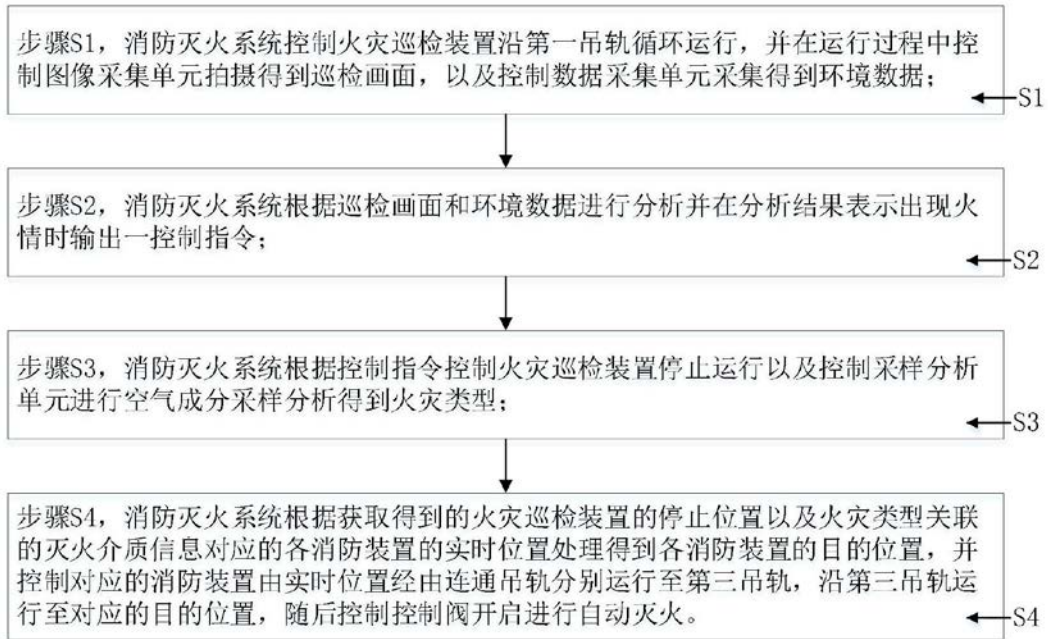 步骤S1，消防灭火系统控制火灾巡检装置沿第一吊轨循环运行，并在运行过程中控
制图像采集单元拍摄得到巡检画面，以及控制数据采集单元采集得到环境数据；
S1
步骤S2，消防灭火系统根据巡检画面和环境数据进行分析并在分析结果表示出现火
情时输出一控制指令；
S2
步骤S3，消防灭火系统根据控制指令控制火灾巡检装置停止运行以及控制采样分析
单元进行空气成分采样分析得到火灾类型；
S3
步骤S4，消防灭火系统根据获取得到的火灾巡检装置的停止位置以及火灾类型关联
的灭火介质信息对应的各消防装置的实时位置处理得到各消防装置的目的位置，并
控制对应的消防装置由实时位置经由连通吊轨分别运行至第三吊轨，沿第三吊轨运
行至对应的目的位置，随后控制控制阀开启进行自动灭火。
S4